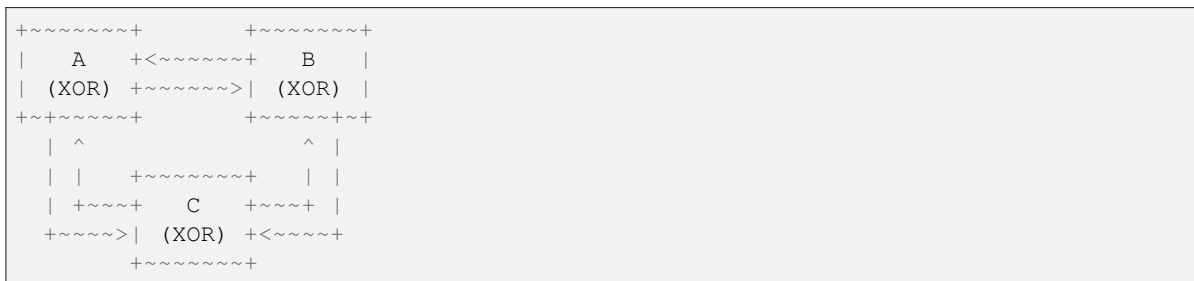 +~~~~~~~+        +~~~~~~~+
|   A   +<~~~~~~+   B   |
| (XOR) +~~~~~~>| (XOR) |
+~+~~~~~+        +~~~~~+~+
  | ^                ^ |
  | |   +~~~~~~~+   | |
  | +~~~+   C   +~~~+ |
  +~~~~>| (XOR) +<~~~~+
        +~~~~~~~+